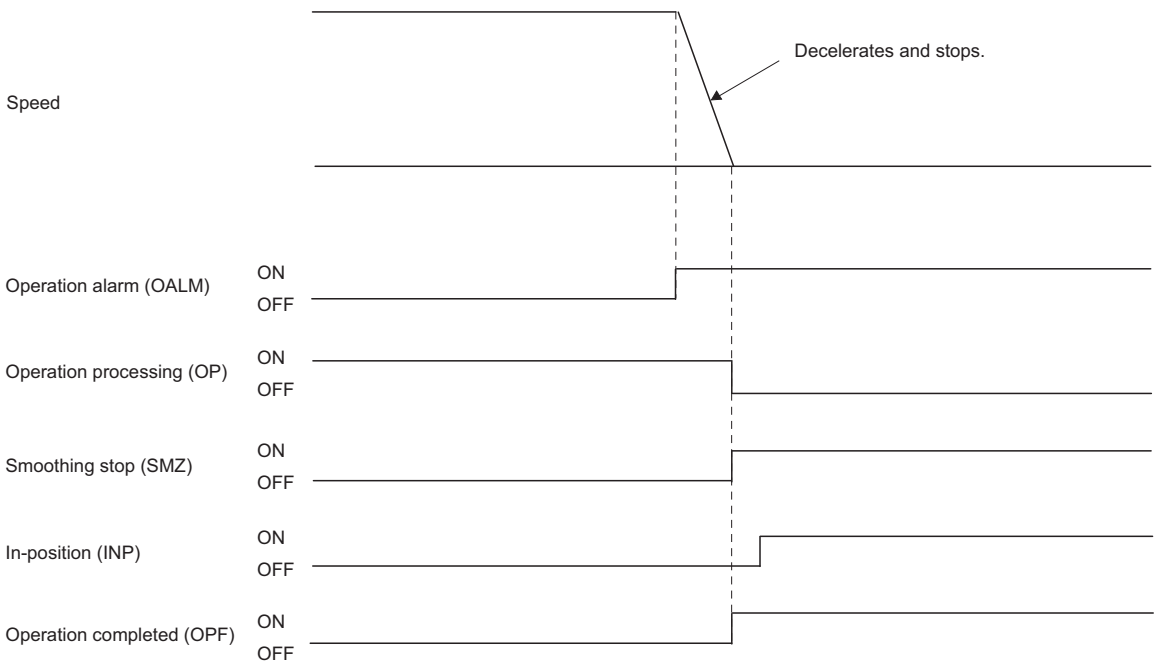 Decelerates and stops.
Speed
Operation alarm (OALM)
ON
OFF
Operation processing (OP)
ON
OFF
Smoothing stop (SMZ)
ON
OFF
In-position (INP)
ON
OFF
Operation completed (OPF)
ON
OFF